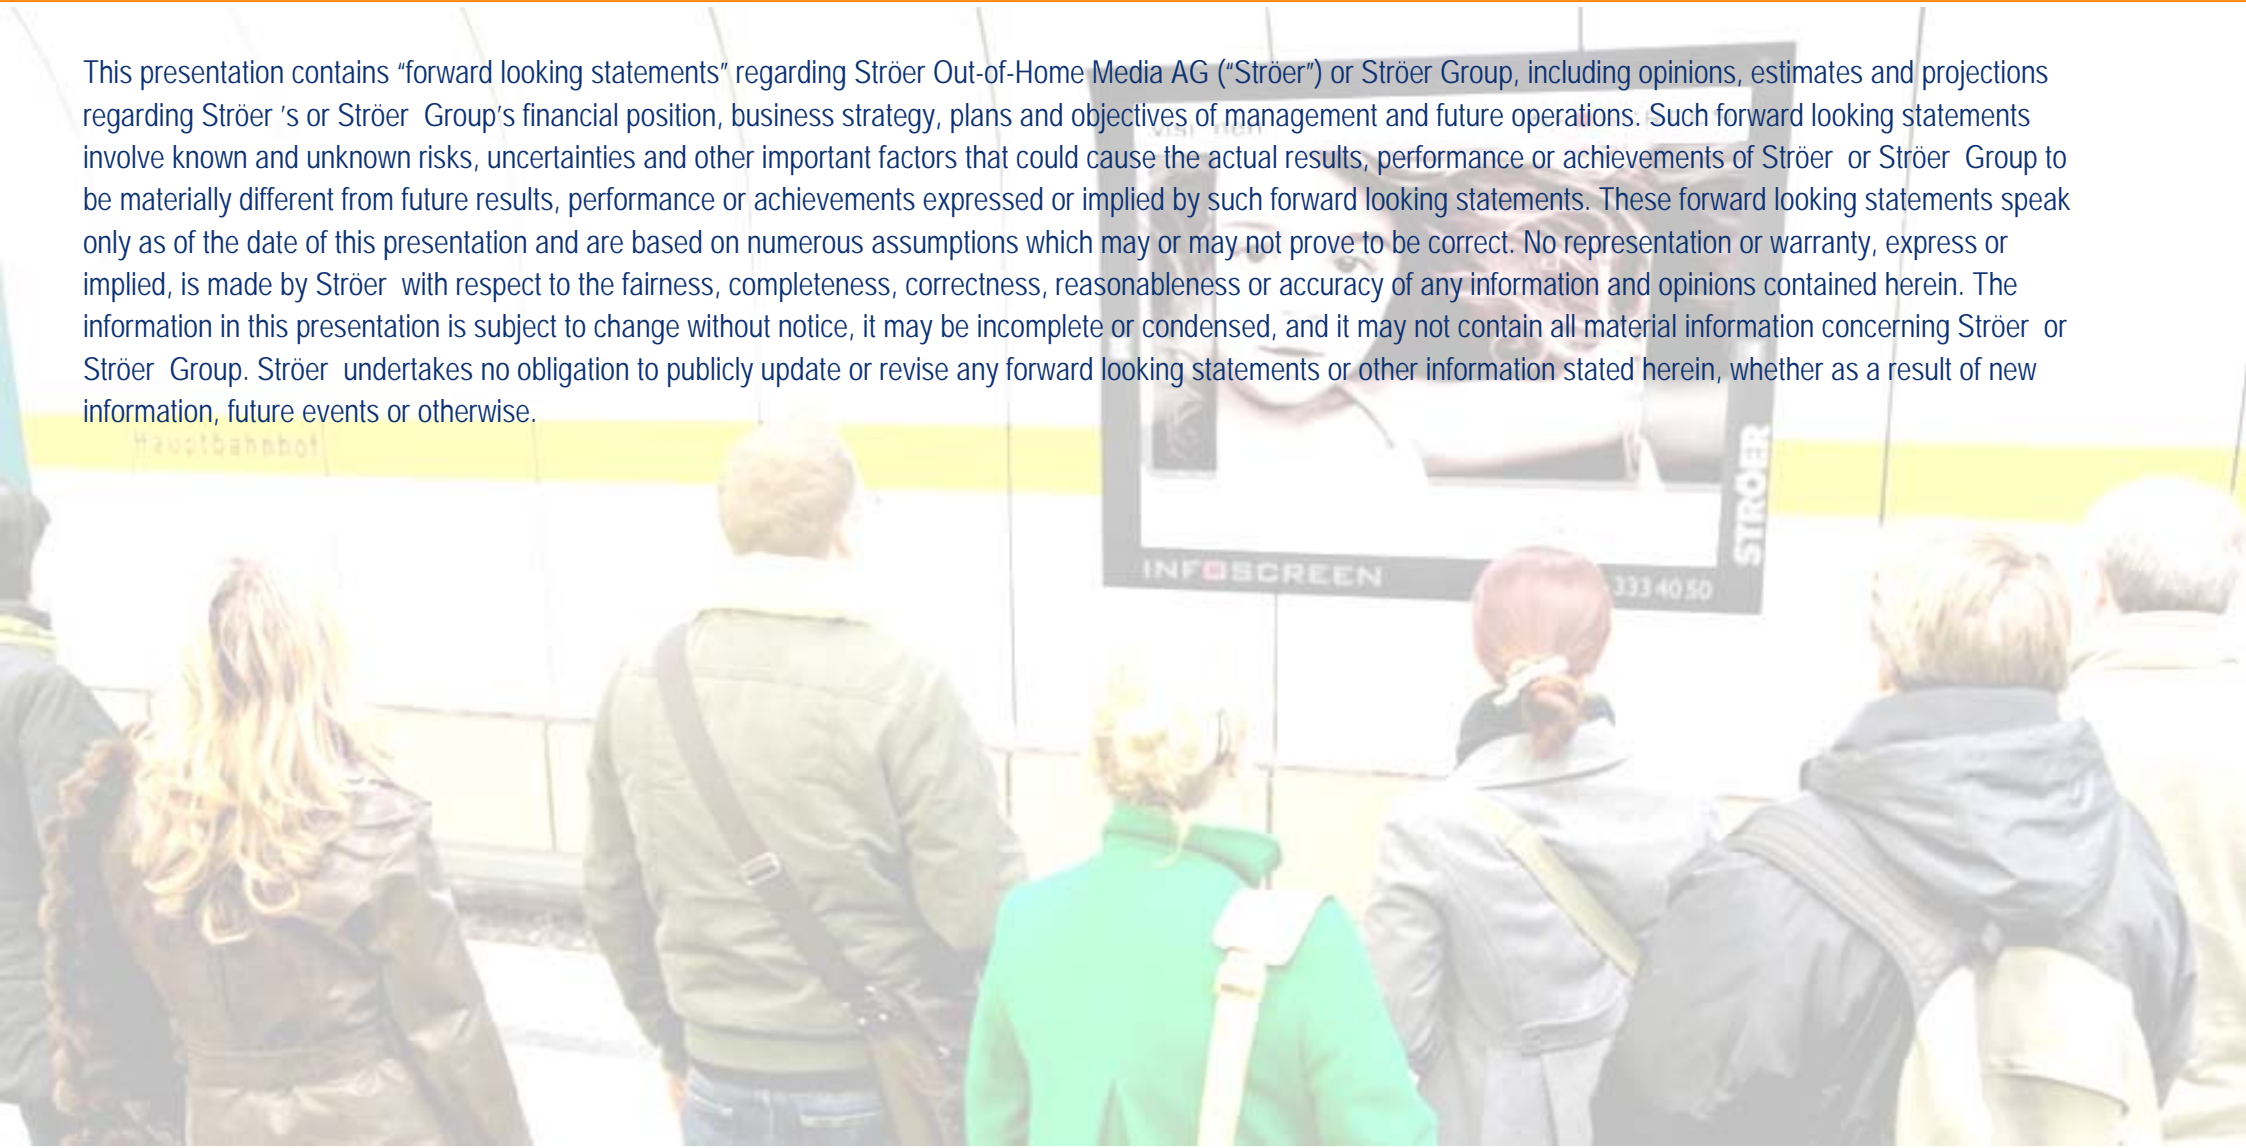 This presentation contains “forward looking statements” regarding Ströer Out-of-Home Media AG (“Ströer”) or Ströer Group, including opinions, estimates and projections
regarding Ströer ’s or Ströer  Group’s financial position, business strategy, plans and objectives of management and future operations. Such forward looking statements
involve known and unknown risks, uncertainties and other important factors that could cause the actual results, performance or achievements of Ströer  or Ströer  Group to
be materially different from future results, performance or achievements expressed or implied by such forward looking statements. These forward looking statements speak
only as of the date of this presentation and are based on numerous assumptions which may or may not prove to be correct. No representation or warranty, express or
implied, is made by Ströer  with respect to the fairness, completeness, correctness, reasonableness or accuracy of any information and opinions contained herein. The
information in this presentation is subject to change without notice, it may be incomplete or condensed, and it may not contain all material information concerning Ströer  or
Ströer  Group. Ströer  undertakes no obligation to publicly update or revise any forward looking statements or other information stated herein, whether as a result of new
information, future events or otherwise.
Hauptbahnhof
STRÖER
INFOSCREEN
333 40 50